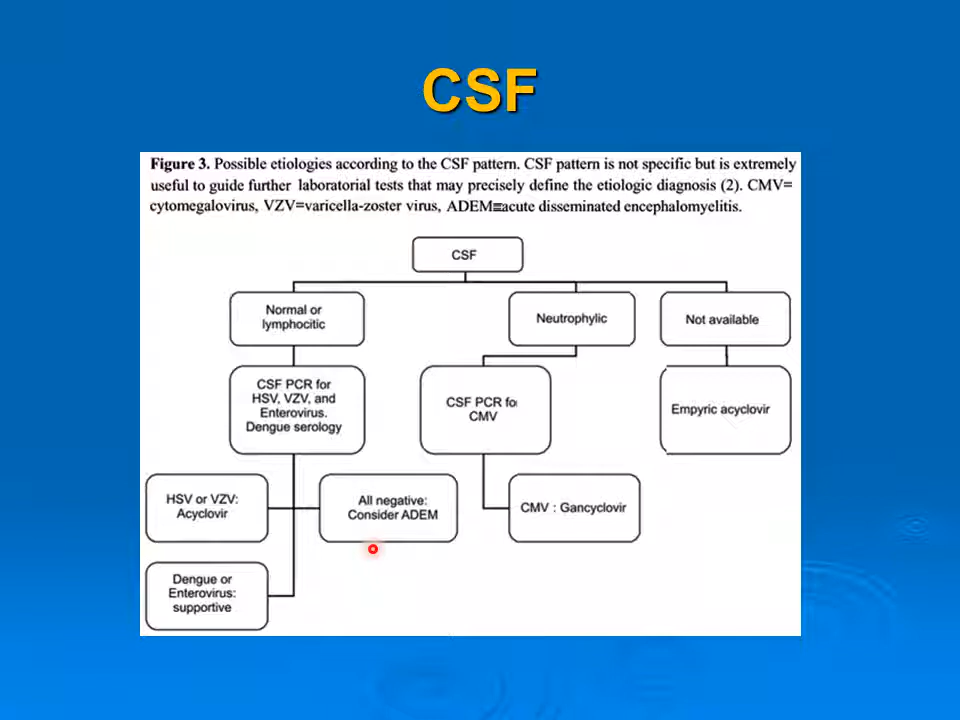 CSF
Figure 3. Possible etiologies according to the CSF pattern. CSF pattern is not specific but is extremely
useful to guide further laboratorial tests that may precisely define the etiologic diagnosis (2). CMV=
cytomegalovirus, VZV=varicella-zoster virus, ADEM=acute disseminated encephalomyelitis.
CSF
Normal or
lymphocitic
Neutrophylic
Not available
CSF PCR for
HSV, VZV, and
Enterovirus.
Dengue serology
CSF PCR for
CMV
Empyric acyclovir
HSV or VZV:
Acyclovir
All negative:
Consider ADEM
CMV : Gancyclovir
Dengue or
Enterovirus:
supportive